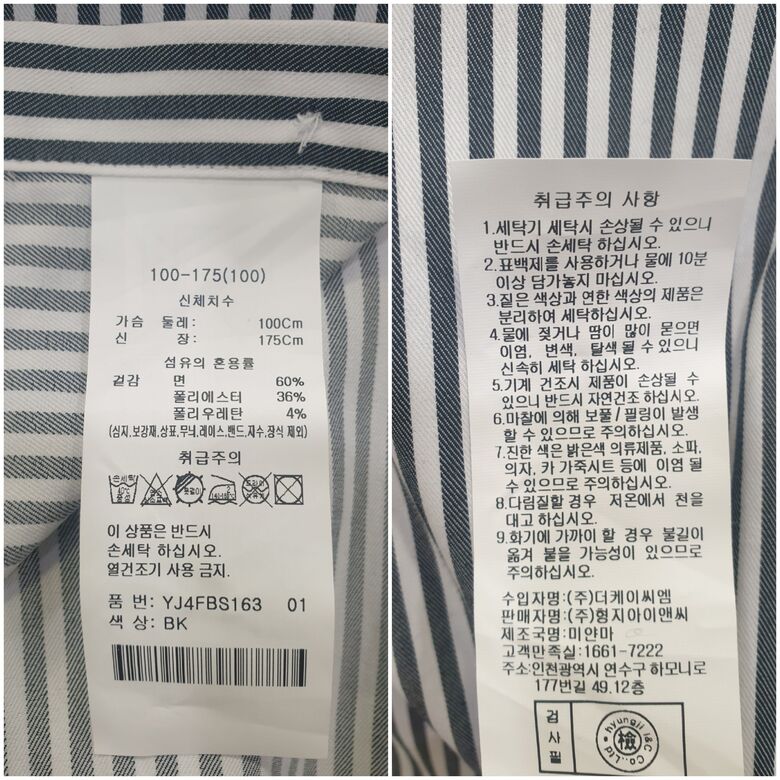 100-175(100)
신체치수
가슴 둘레: 100Cm
신 장: 175Cm
섬유의 혼용률
겉감 면 60%
폴리에스터 36%
폴리우레탄 4%
(심지,보강재,상표,무늬,레이스,밴드,자수,장식 제외)
취급주의
이 상품은 반드시
손세탁 하십시오.
열건조기 사용 금지.
품 번: YJ4FBS163 01
색 상: BK
취급주의 사항
1.세탁기 세탁시 손상될 수 있으니
반드시 손세탁 하십시오.
2.표백제를 사용하거나 물에 10분
이상 담가놓지 마십시오.
3.짙은 색상과 연한 색상의 제품은
분리하여 세탁하십시오.
4.물에 젖거나 땀이 많이 묻으면
이염, 변색, 탈색 될 수 있으니
신속히 세탁 하십시오.
5.기계 건조시 제품이 손상될 수
있으니 반드시 자연건조 하십시오.
6.마찰에 의해 보풀/필링이 발생
할 수 있으므로 주의하십시오.
7.진한 색은 밝은색 의류제품, 소파,
의자, 카 가죽시트 등에 이염 될
수 있으므로 주의하십시오.
8.다림질할 경우 저온에서 천을
대고 하십시오.
9.화기에 가까이 할 경우 불길이
옮겨 붙을 가능성이 있으므로
주의하십시오.
수입자명:(주)더케이씨엠
판매자명:(주)형지아이앤씨
제조국명:미얀마
고객만족실:1661-7222
주소:인천광역시 연수구 하모니로
177번길 49.12층
검사필
hyungji I&C Co.,Ltd
檢